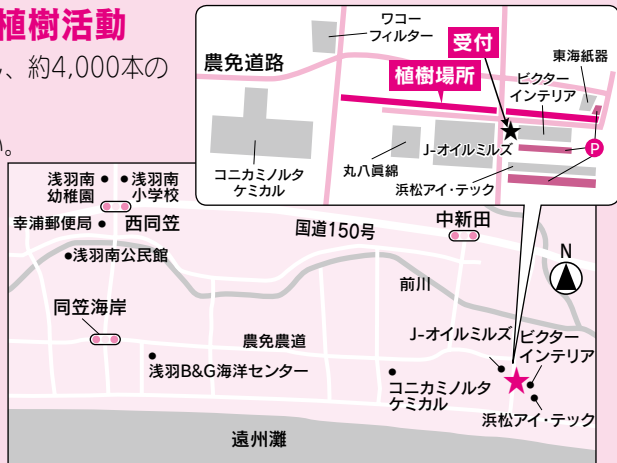 植樹活動
、約4,000本の
い。
ワコー
フィルター
受付
東海紙器
農免道路
植樹場所
ビクター
インテリア
P
J-オイルミルズ
コニカミノルタ
ケミカル
丸八眞綿
浜松アイ・テック
浅羽南
幼稚園
浅羽南
小学校
幸浦郵便局
西同笠
国道150号
中新田
浅羽南公民館
N
前川
同笠海岸
農免農道
J-オイルミルズ
ビクター
インテリア
浅羽B&G海洋センター
コニカミノルタ
ケミカル
浜松アイ・テック
遠州灘